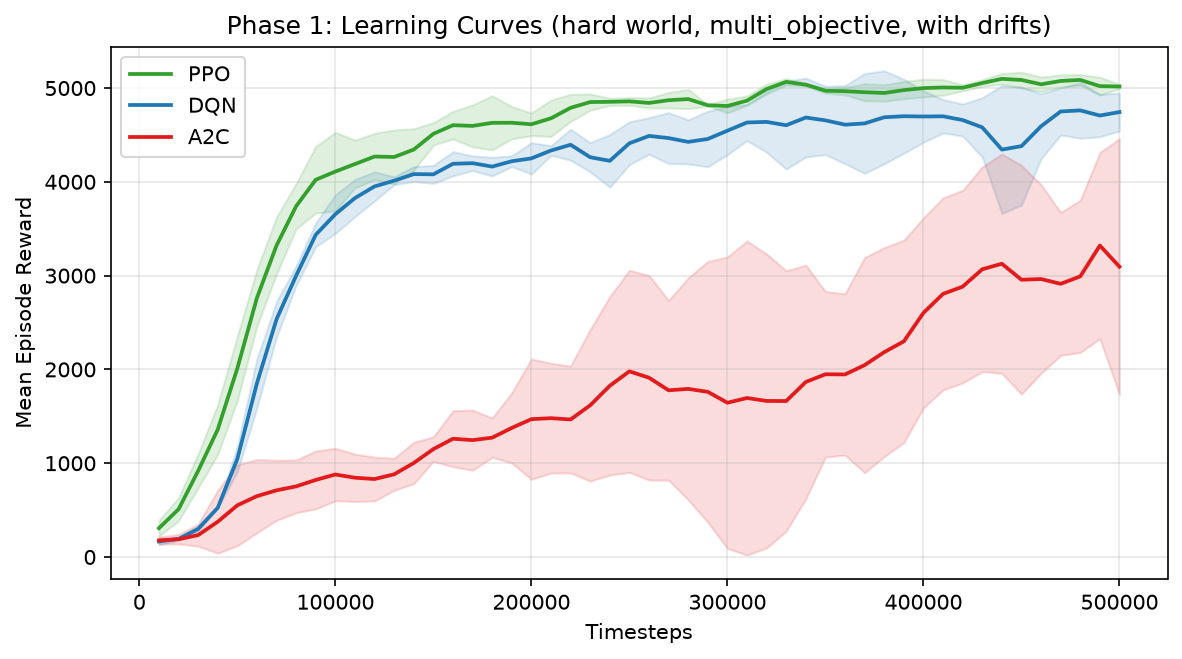 Phase 1: Learning Curves (hard world, multi_objective, with drifts)
PPO
DQN
A2C
Mean Episode Reward
5000
4000
3000
2000
1000
0
0 100000 200000 300000 400000 500000
Timesteps